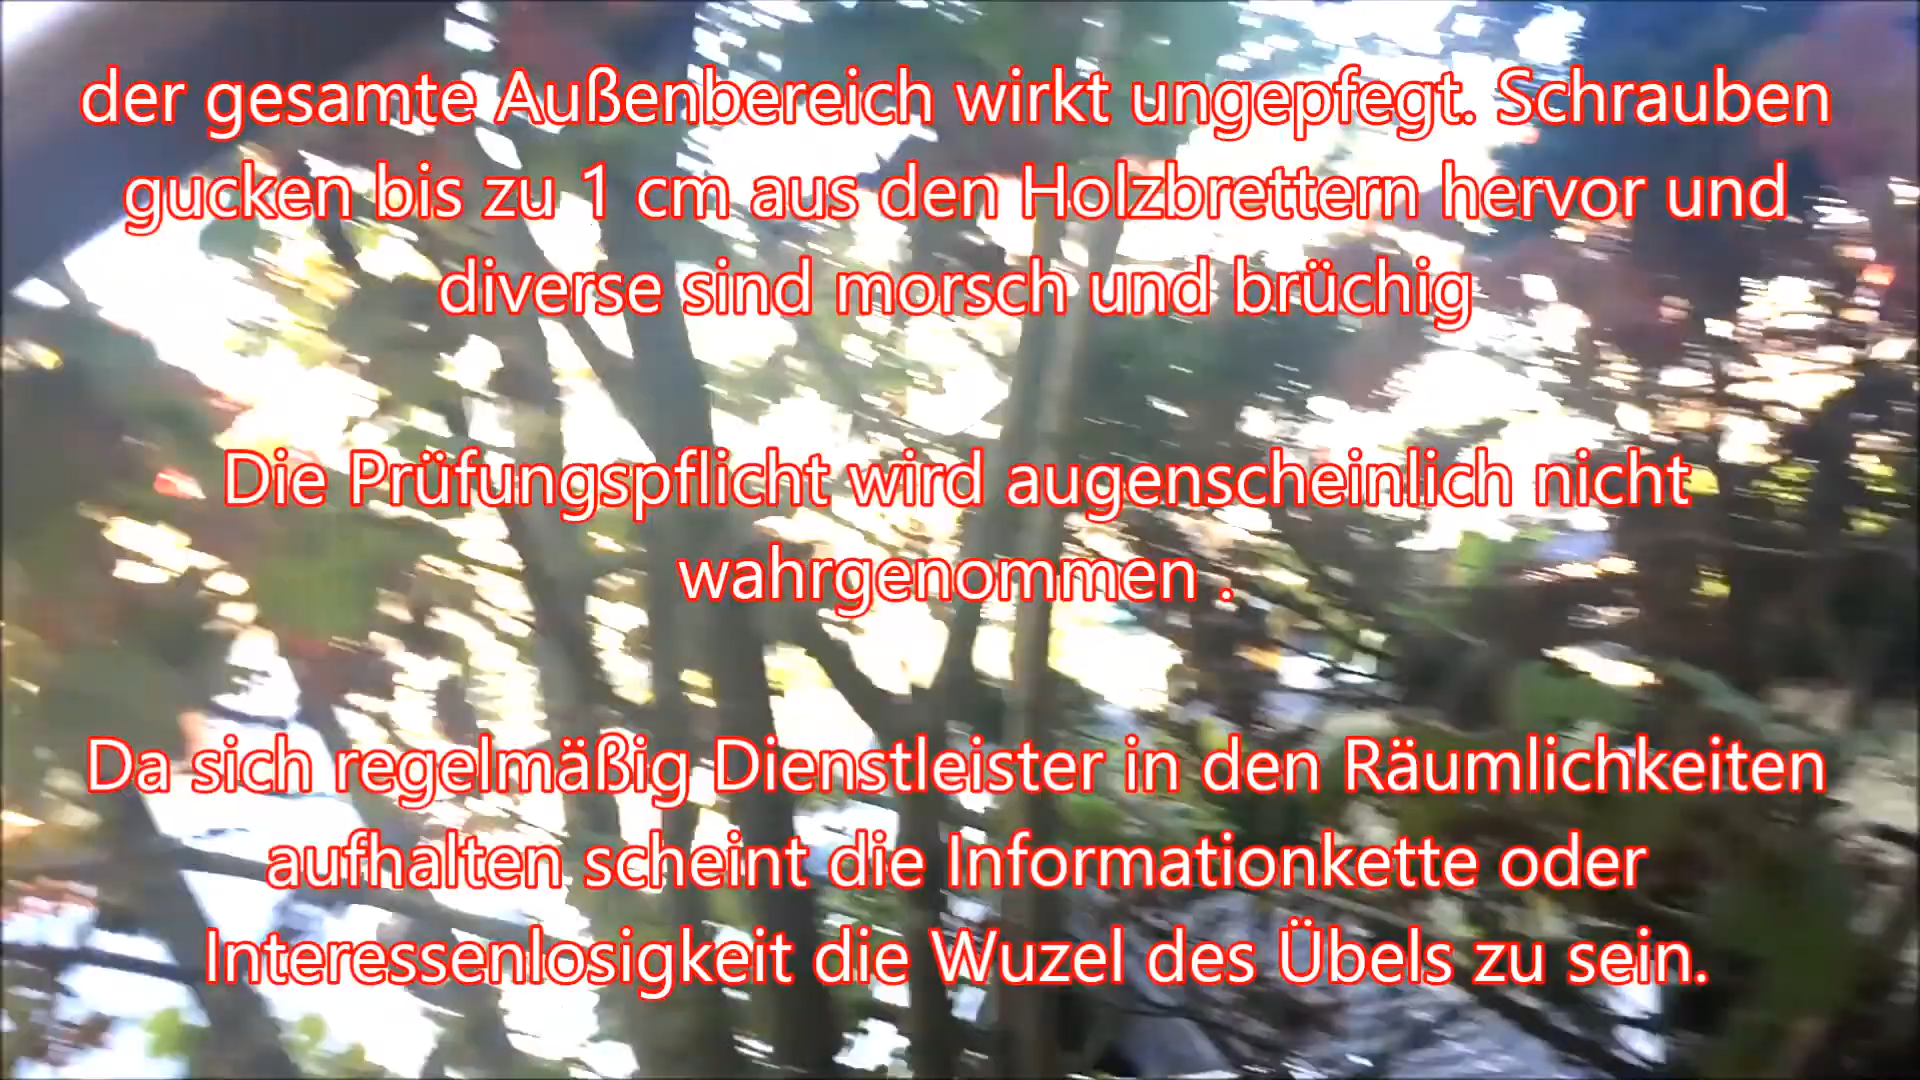 der gesamte Außenbereich wirkt ungepfegt. Schrauben
gucken bis zu 1 cm aus den Holzbrettern hervor und
diverse sind morsch und brüchig
Die Prüfungspflicht wird augenscheinlich nicht
wahrgenommen .
Da sich regelmäßig Dienstleister in den Räumlichkeiten
aufhalten scheint die Informationkette oder
Interessenlosigkeit die Wuzel des Übels zu sein.